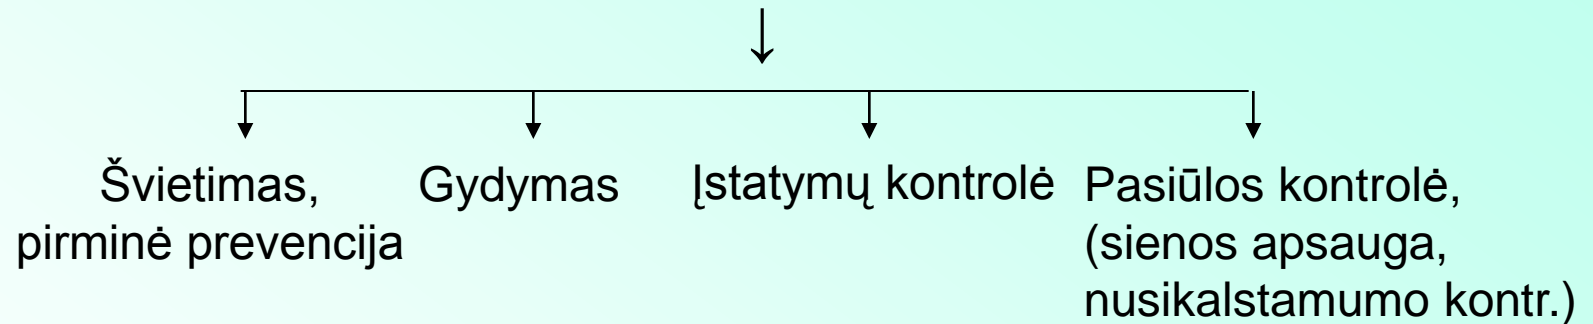 Švietimas,
pirminė prevencija
Gydymas
Įstatymų kontrolė
Pasiūlos kontrolė,
(sienos apsauga,
nusikalstamumo kontr.)